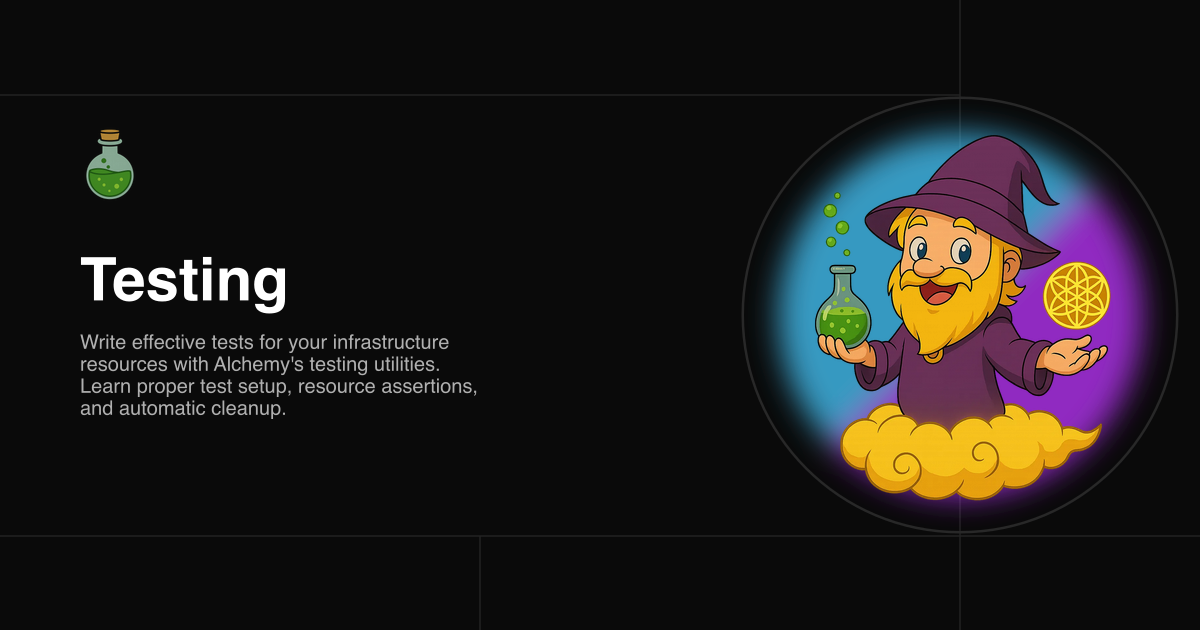 Testing
Write effective tests for your infrastructure
resources with Alchemy's testing utilities.
Learn proper test setup, resource assertions,
and automatic cleanup.